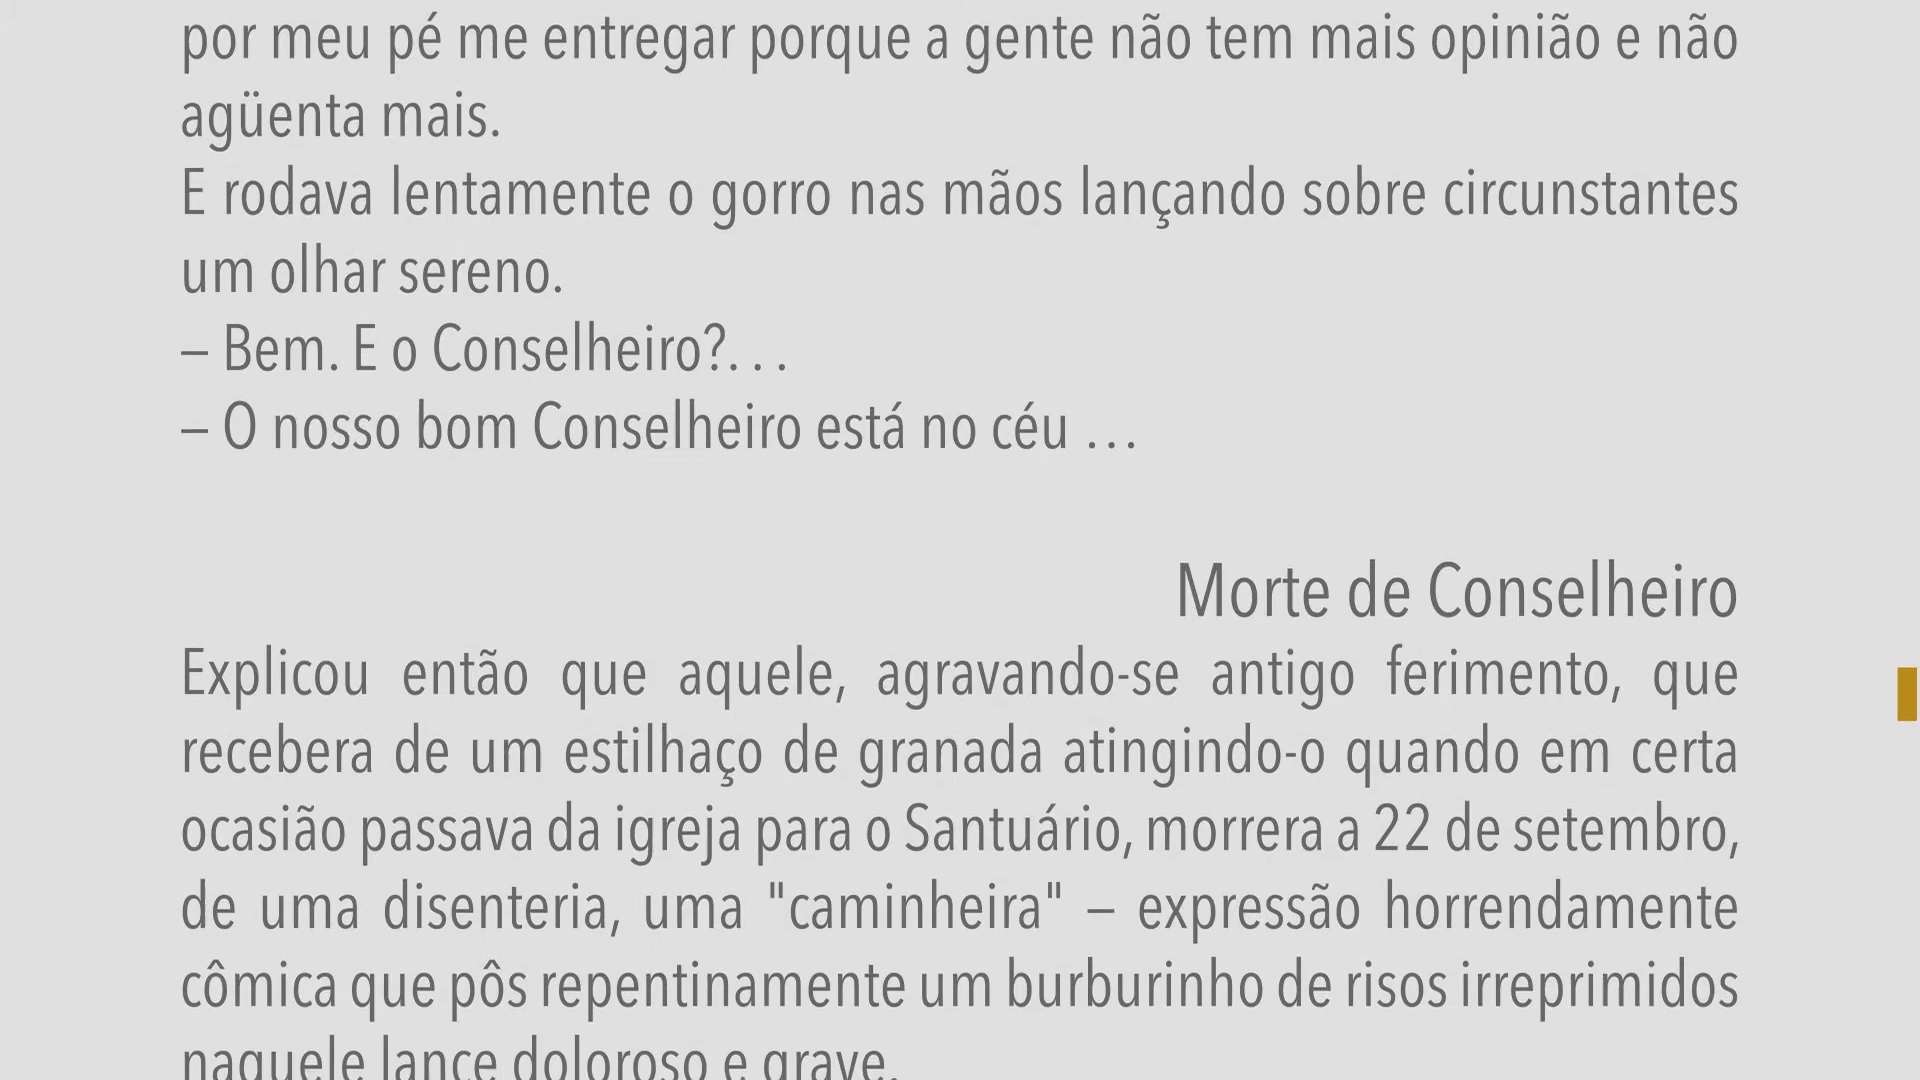 por meu pé me entregar porque a gente não tem mais opinião e não
agüenta mais.
E rodava lentamente o gorro nas mãos lançando sobre circunstantes
um olhar sereno.
– Bem. E o Conselheiro?. . .
– O nosso bom Conselheiro está no céu …
Morte de Conselheiro
Explicou então que aquele, agravando-se antigo ferimento, que
recebera de um estilhaço de granada atingindo-o quando em certa
ocasião passava da igreja para o Santuário, morrera a 22 de setembro,
de uma disenteria, uma "caminheira" – expressão horrendamente
cômica que pôs repentinamente um burburinho de risos irreprimidos
naquele lance doloroso e grave.